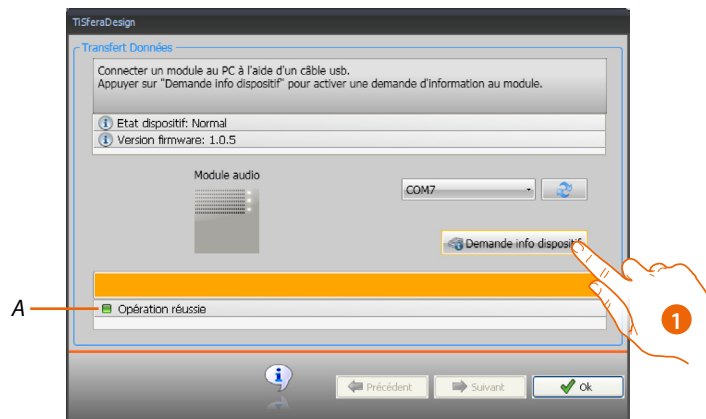 TiSferaDesign
Transfert Données
Connecter un module au PC à l'aide d'un câble usb.
Appuyer sur "Demande info dispositif" pour activer une demande d'information au module.
Etat dispositif: Normal
Version firmware: 1.0.5
Module audio
COM7
Demande info dispositif
A
Opération réussie
1
Précédent
Suivant
Ok